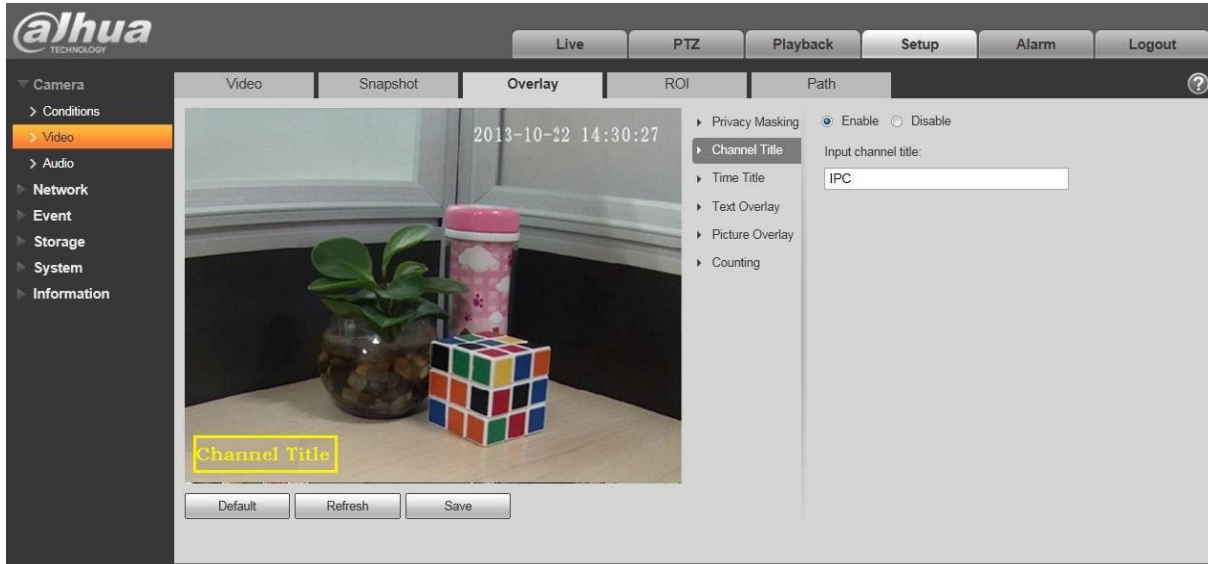 alhua
TECHNOLOGY
Live PTZ Playback Setup Alarm Logout
Camera
Conditions
Video
Audio
Network
Event
Storage
System
Information
Video Snapshot Overlay ROI Path
?
2013-10-22 14:30:27
Channel Title
Default Refresh Save
Privacy Masking
Channel Title
Time Title
Text Overlay
Picture Overlay
Counting
Enable Disable
Input channel title:
IPC